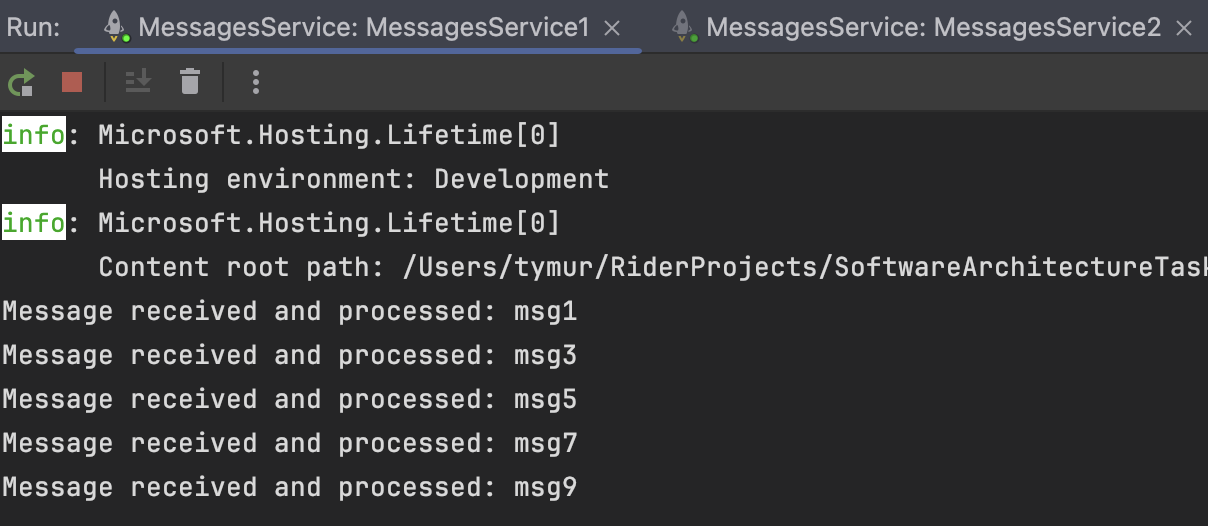 Run: MessagesService: MessagesService1 MessagesService: MessagesService2
info: Microsoft.Hosting.Lifetime[0]
Hosting environment: Development
info: Microsoft.Hosting.Lifetime[0]
Content root path: /Users/tymur/RiderProjects/SoftwareArchitectureTask
Message received and processed: msg1
Message received and processed: msg3
Message received and processed: msg5
Message received and processed: msg7
Message received and processed: msg9